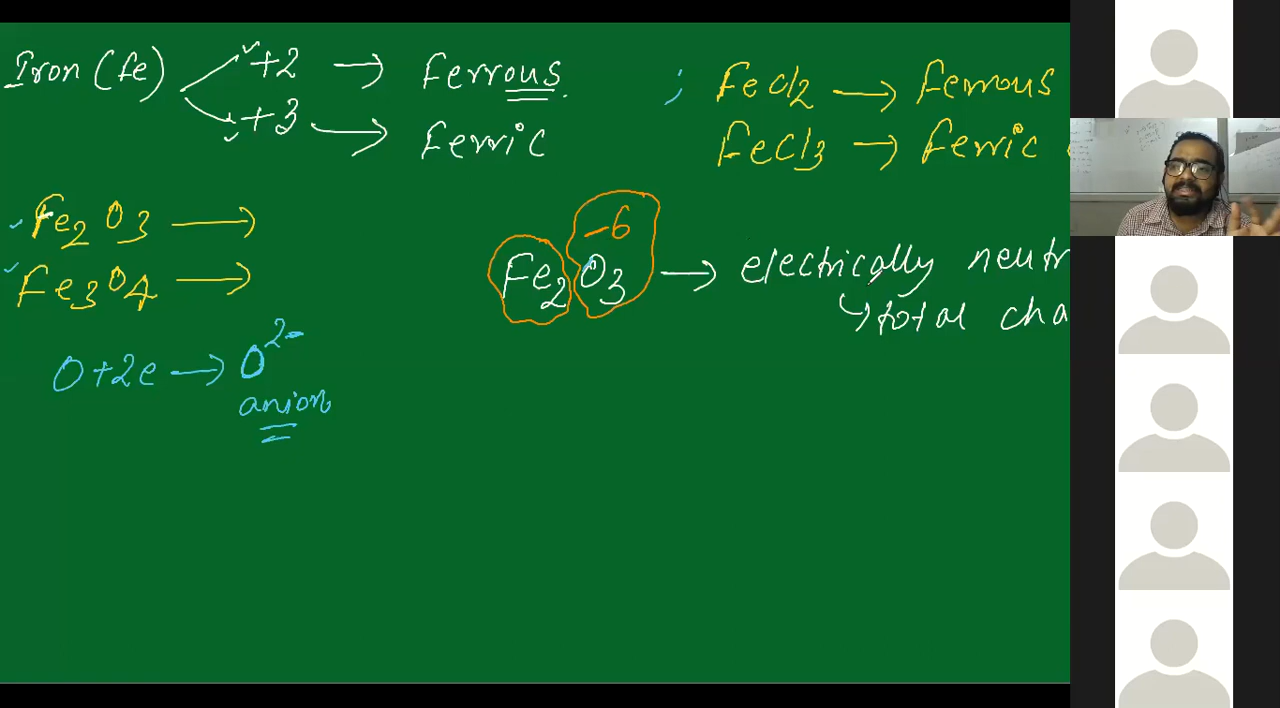 Iron (fe) +2 → Ferrous.
+3 → Ferric
; FeCl2 → Ferrous
FeCl3 → Ferric
Fe2O3 →
Fe3O4 →
-6
Fe2O3 → electrically neutr
↳ total cha
O+2e → O2-
anion